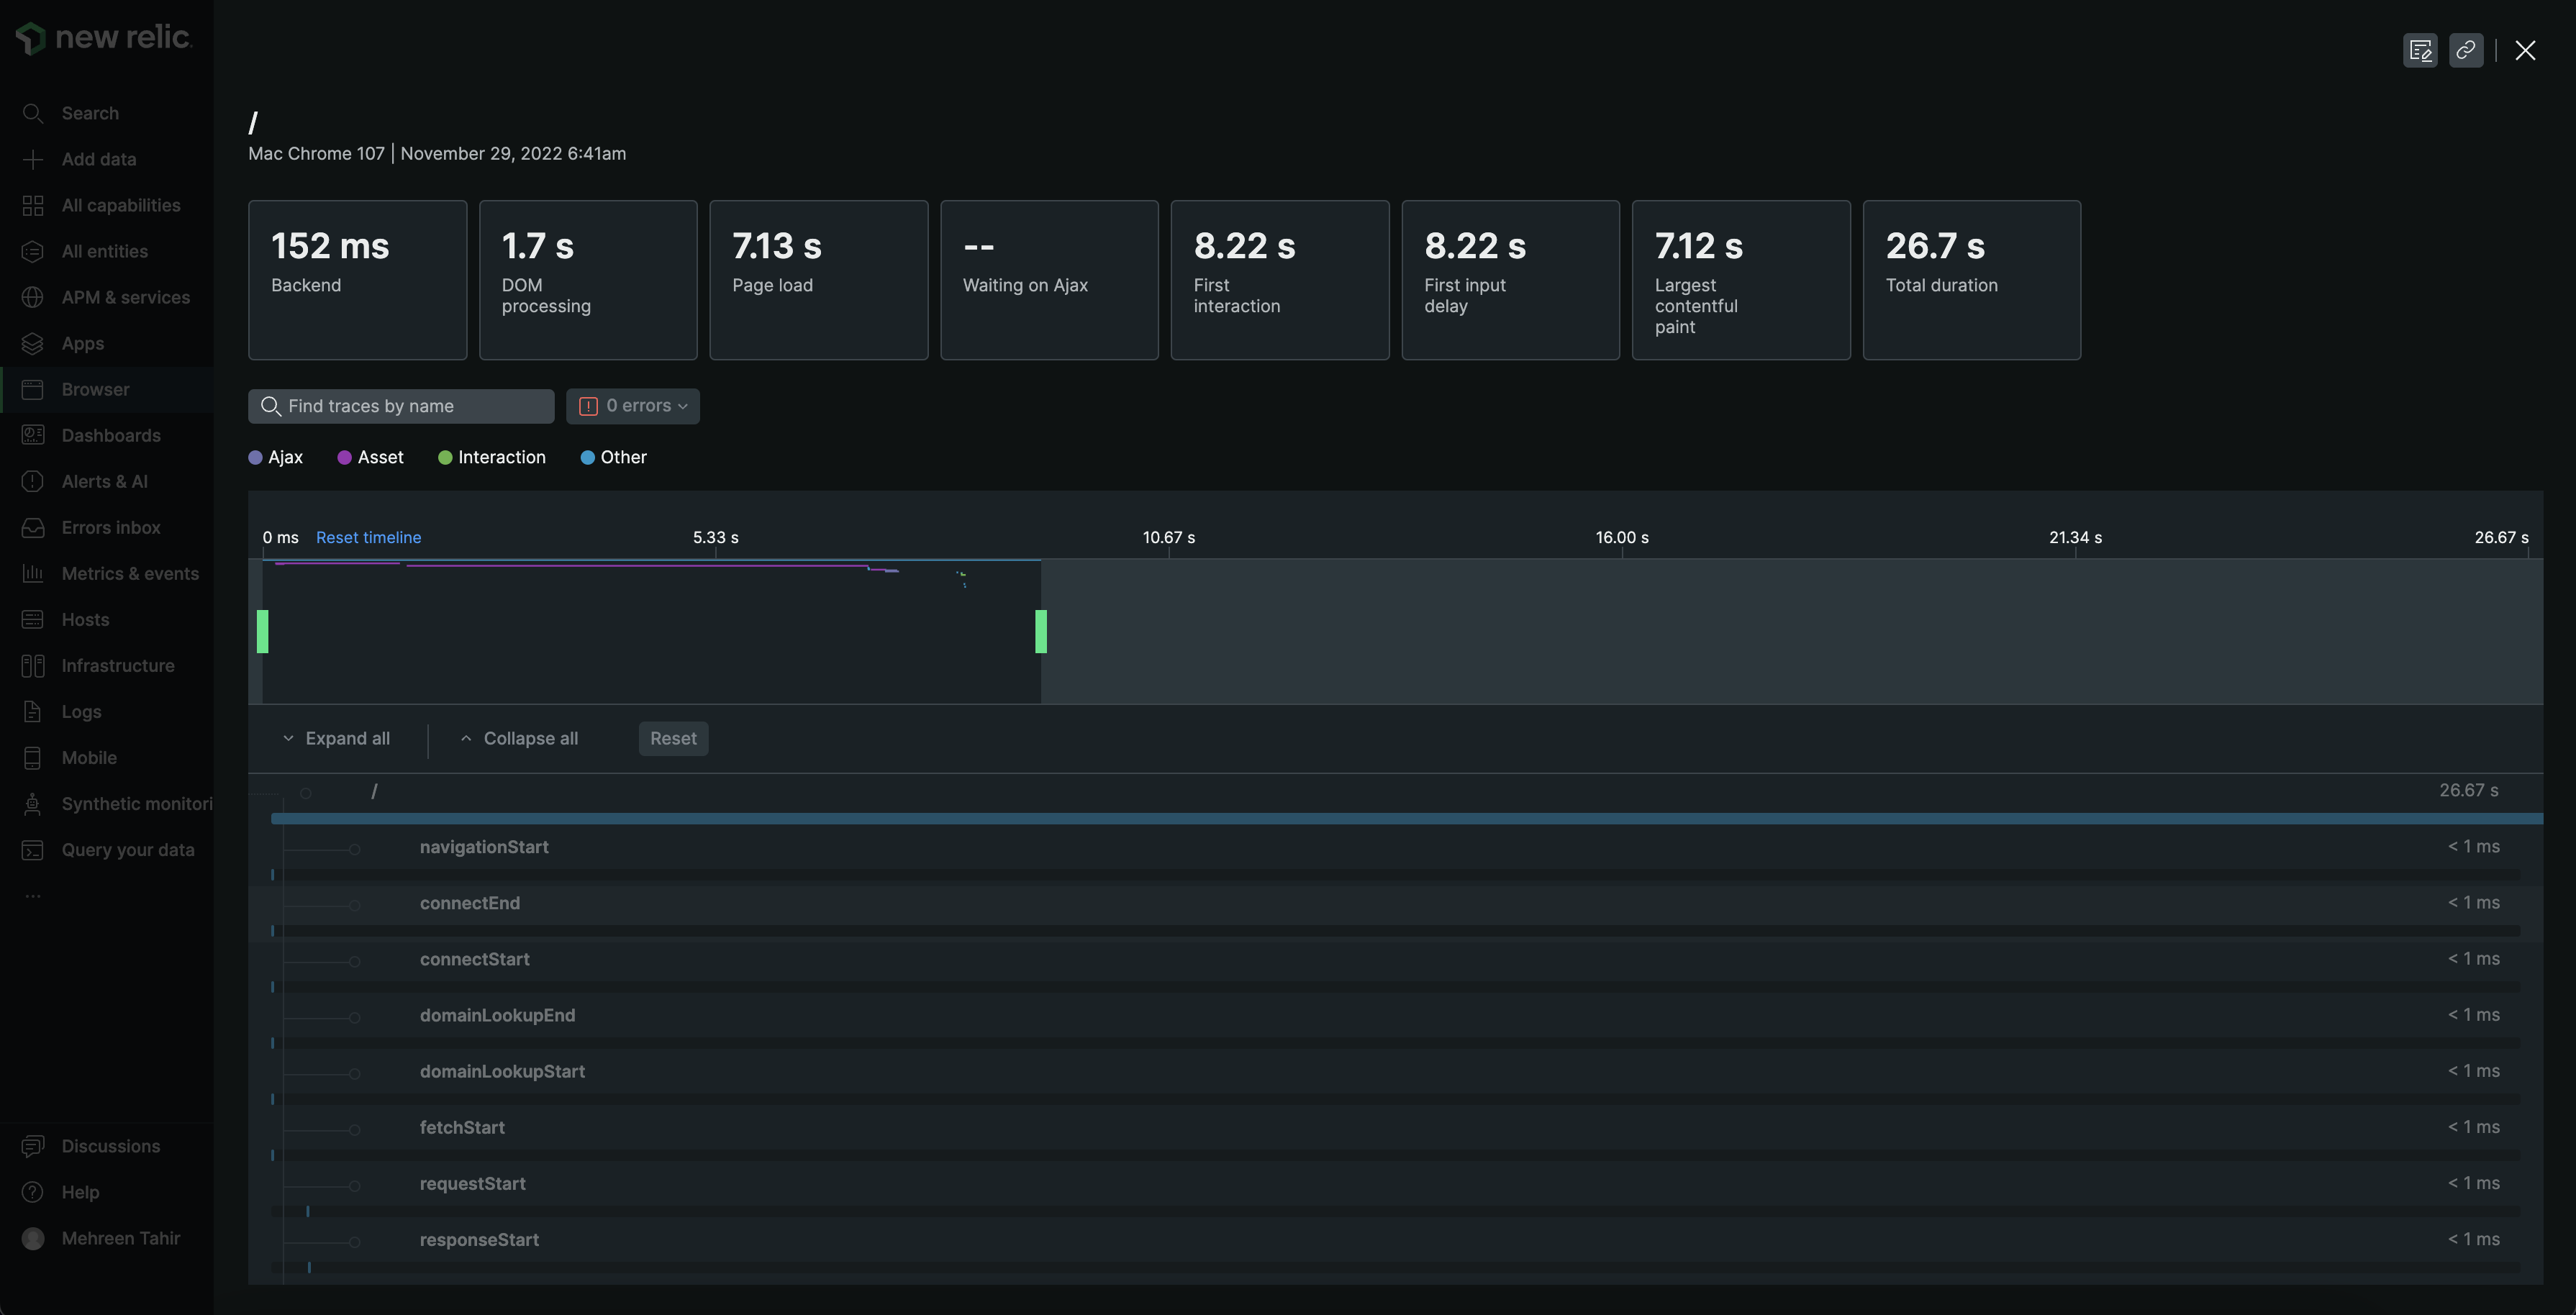 new relic.
Search
Add data
All capabilities
All entities
APM & services
Apps
Browser
Dashboards
Alerts & AI
Errors inbox
Metrics & events
Hosts
Infrastructure
Logs
Mobile
Synthetic monitori
Query your data
...
Discussions
Help
Mehreen Tahir
/
Mac Chrome 107 | November 29, 2022 6:41am
152 ms
Backend
1.7 s
DOM
processing
7.13 s
Page load
--
Waiting on Ajax
8.22 s
First
interaction
8.22 s
First input
delay
7.12 s
Largest
contentful
paint
26.7 s
Total duration
Find traces by name
0 errors
Ajax Asset Interaction Other
0 ms Reset timeline 5.33 s 10.67 s 16.00 s 21.34 s 26.67 s
Expand all Collapse all Reset
/ 26.67 s
navigationStart < 1 ms
connectEnd < 1 ms
connectStart < 1 ms
domainLookupEnd < 1 ms
domainLookupStart < 1 ms
fetchStart < 1 ms
requestStart < 1 ms
responseStart < 1 ms